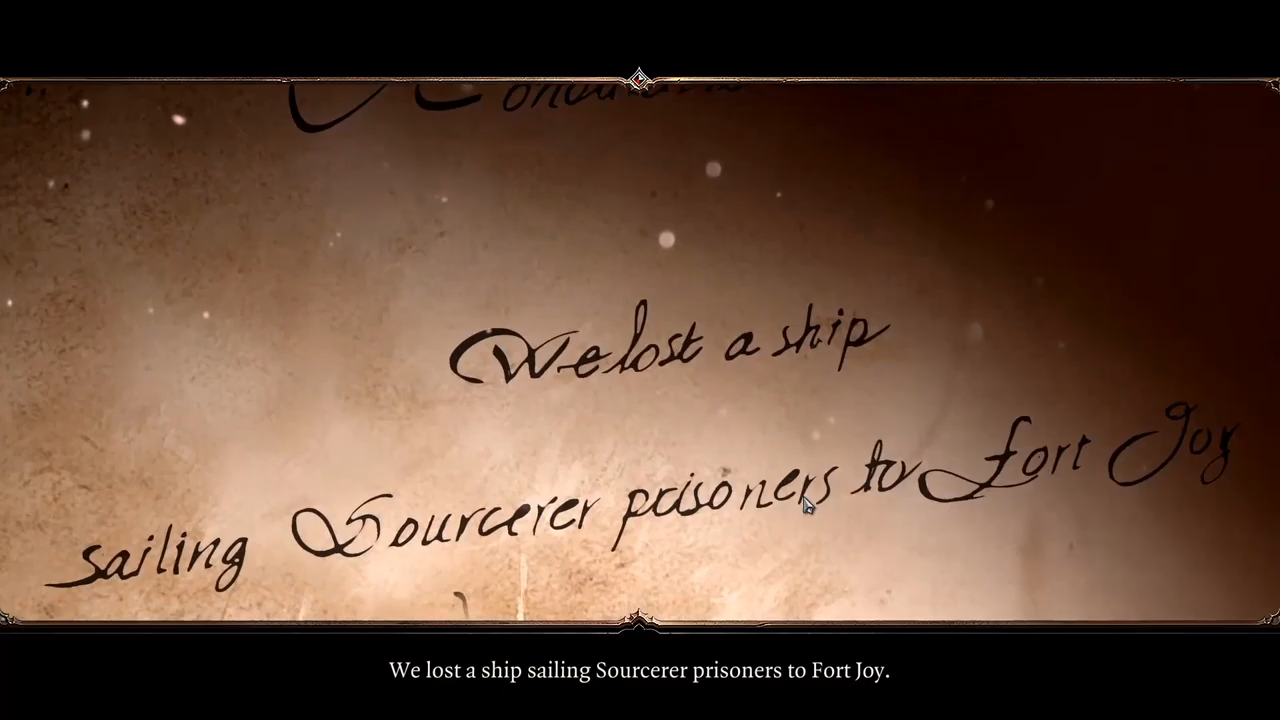 We lost a ship
sailing Sourcerer prisoners to Fort Joy
We lost a ship sailing Sourcerer prisoners to Fort Joy.